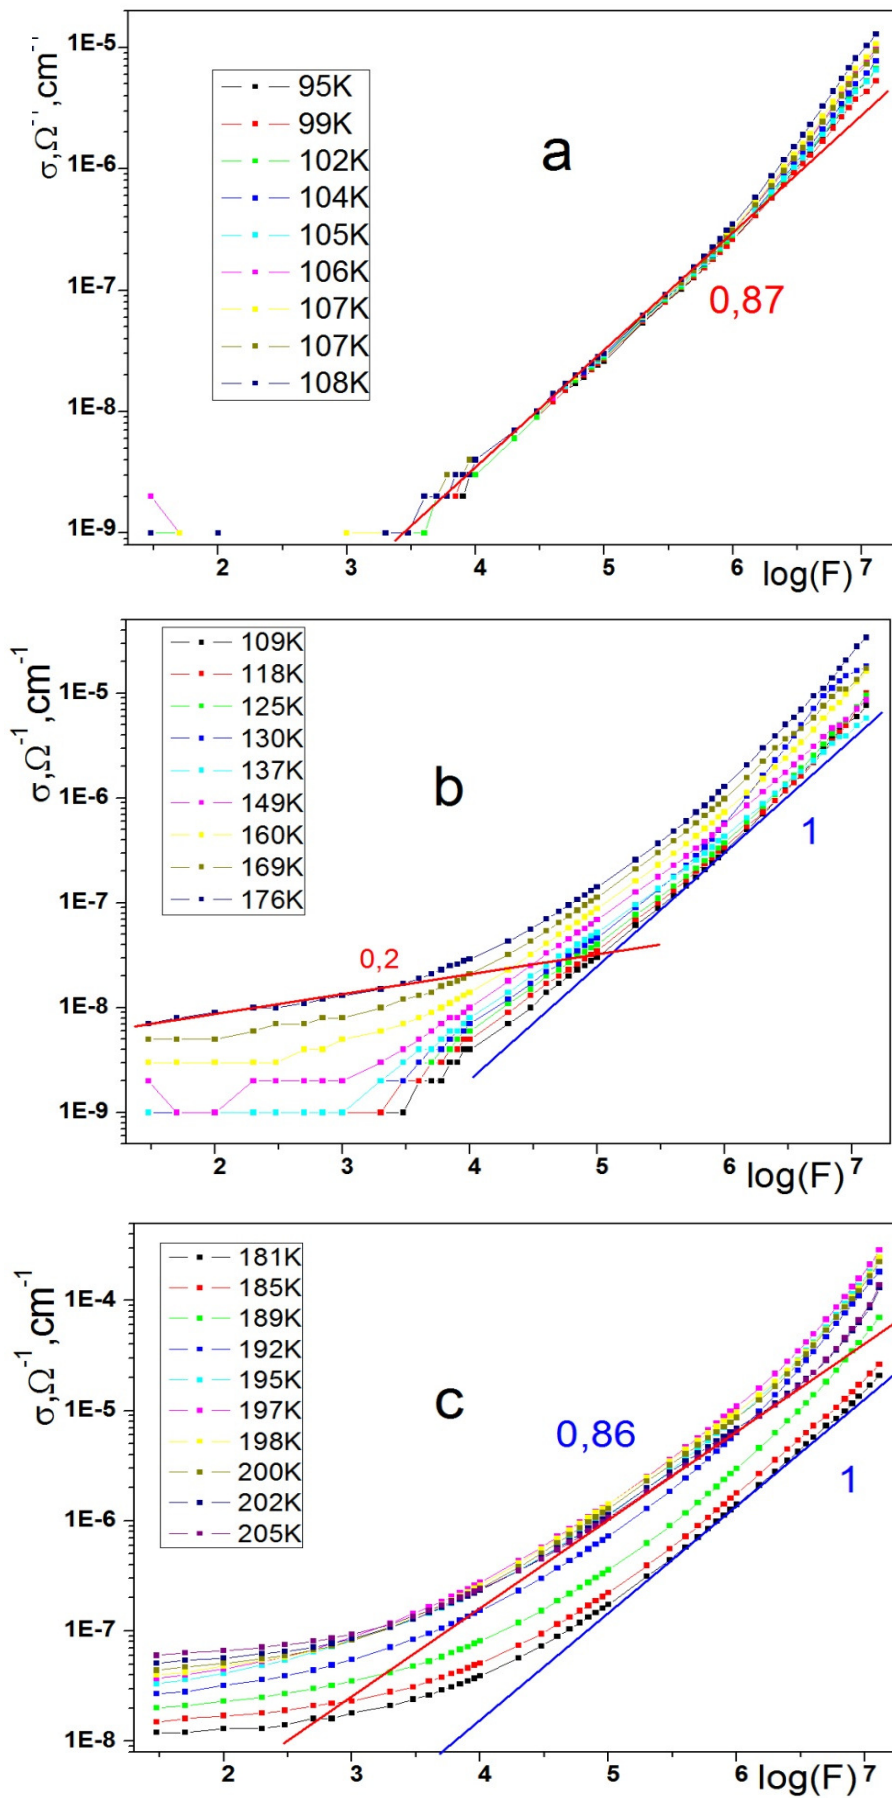 σ,Ω⁻¹,cm⁻¹
1E-5
1E-6
1E-7
1E-8
1E-9
95K
99K
102K
104K
105K
106K
107K
107K
108K
a
0,87
2 3 4 5 6 7
log(F)
σ,Ω⁻¹,cm⁻¹
1E-5
1E-6
1E-7
1E-8
1E-9
109K
118K
125K
130K
137K
149K
160K
169K
176K
b
1
0,2
2 3 4 5 6 7
log(F)
σ,Ω⁻¹,cm⁻¹
1E-4
1E-5
1E-6
1E-7
1E-8
181K
185K
189K
192K
195K
197K
198K
200K
202K
205K
c
0,86
1
2 3 4 5 6 7
log(F)